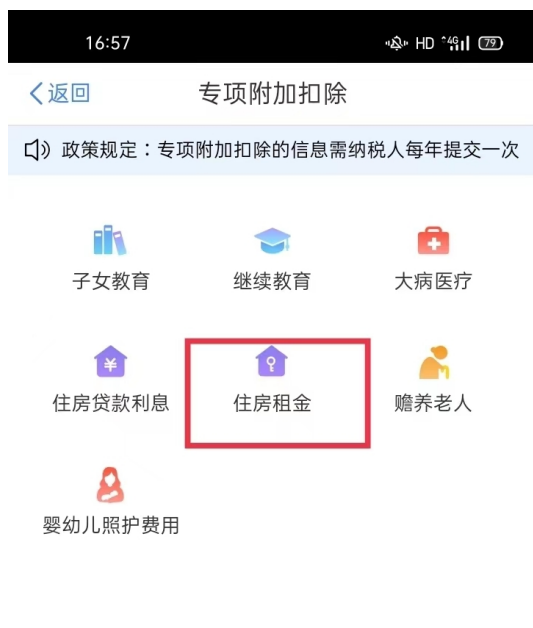 16:57 HD 4G 79
返回 专项附加扣除
政策规定：专项附加扣除的信息需纳税人每年提交一次
子女教育 继续教育 大病医疗
¥
住房贷款利息 住房租金 赡养老人
婴幼儿照护费用